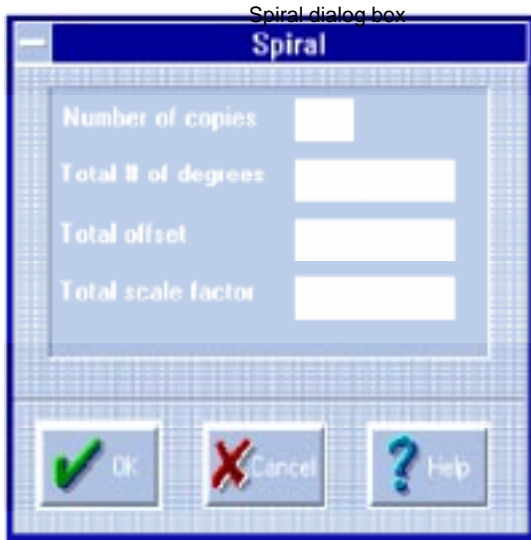 Spiral dialog box
Spiral
Number of copies
Total # of degrees
Total offset
Total scale factor
OK Cancel Help